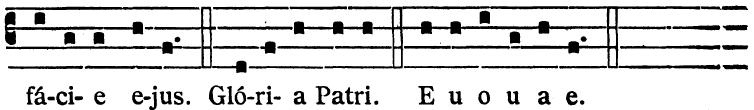 fá-ci- e e-jus. Gló-ri- a Patri. E u o u a e.